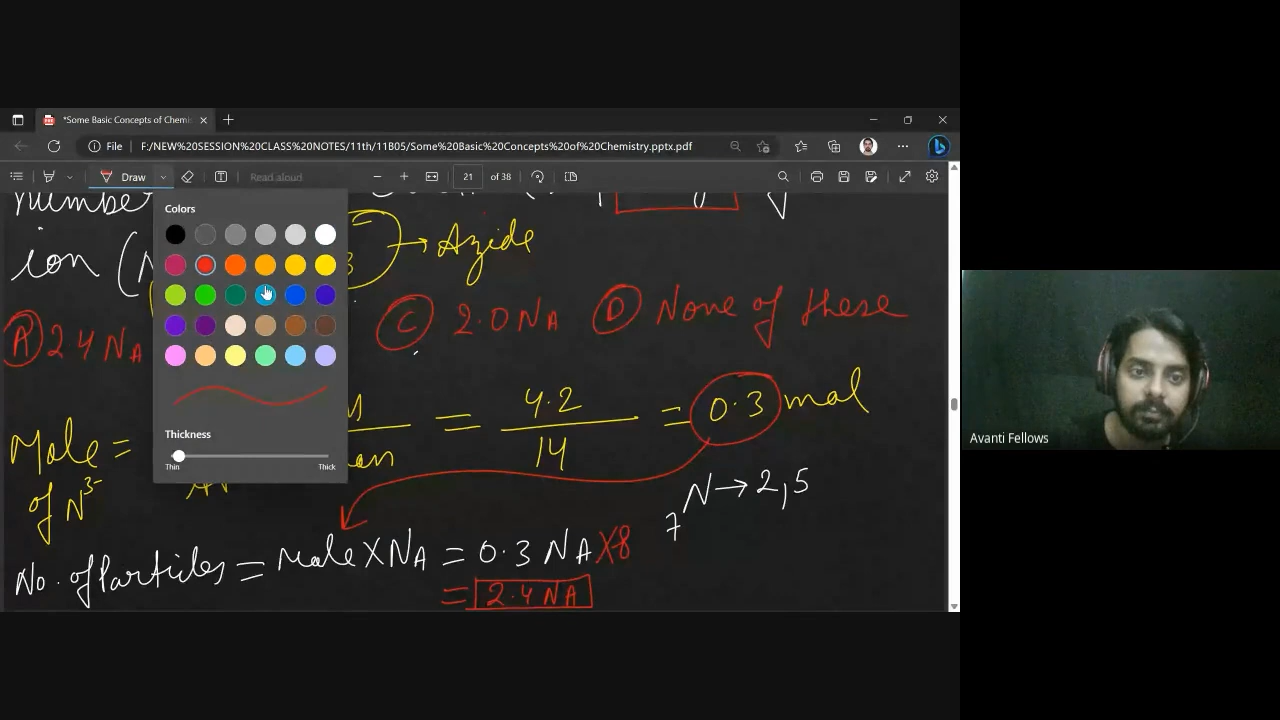 *Some Basic Concepts of Chemis
File F:/NEW%20SESSION%20CLASS%20NOTES/11th/11B05/Some%20Basic%20Concepts%20of%20Chemistry.pptx.pdf
Draw Read aloud 21 of 38
Colors
Thickness
Thin Thick
number
ion (N 3 → Azide
(A) 2.4 NA (C) 2.0 NA (D) None of these
Mole = = 4.2 / 14 = 0.3 mol
of N³⁻
₇N → 2,5
No. of Particles = Mole X NA = 0.3 NA X 8
= 2.4 NA
Avanti Fellows